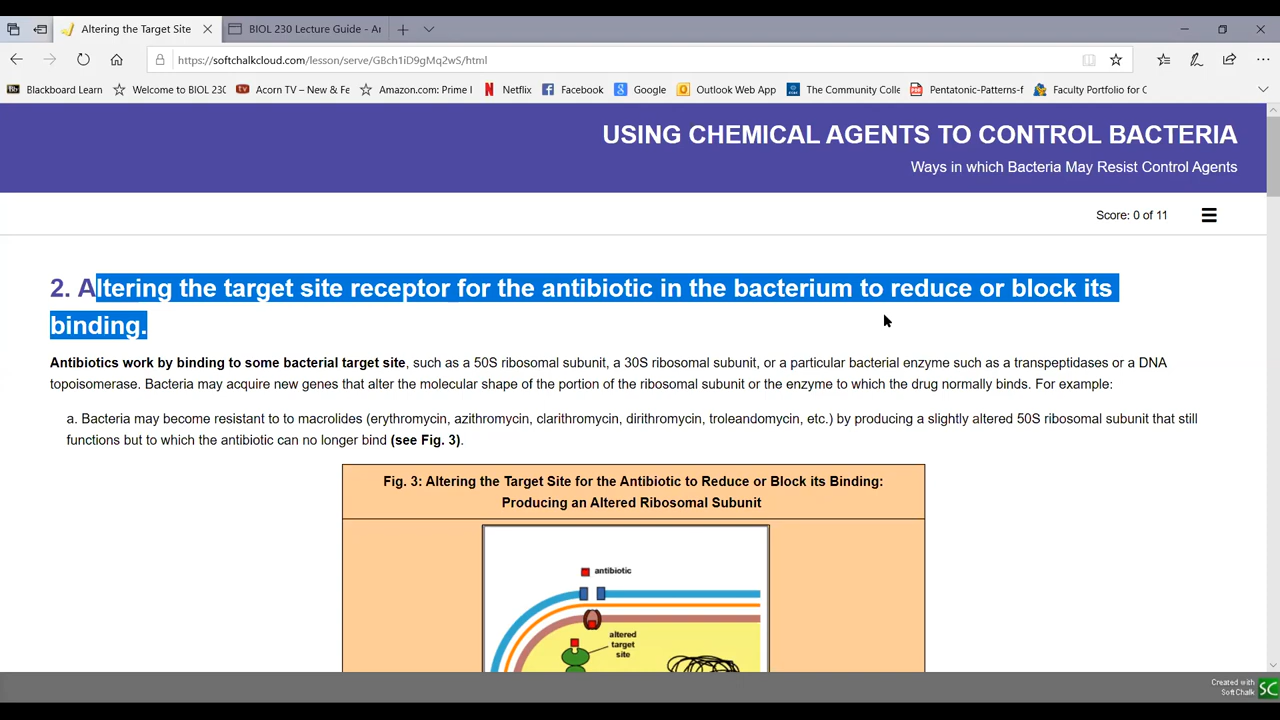 Altering the Target Site
BIOL 230 Lecture Guide - Ar
https://softchalkcloud.com/lesson/serve/GBch1iD9gMq2wS/html
Blackboard Learn
Welcome to BIOL 230
Acorn TV – New & Fe
Amazon.com: Prime I
Netflix
Facebook
Google
Outlook Web App
The Community Colle
Pentatonic-Patterns-f
Faculty Portfolio for C
USING CHEMICAL AGENTS TO CONTROL BACTERIA
Ways in which Bacteria May Resist Control Agents
Score: 0 of 11
2. Altering the target site receptor for the antibiotic in the bacterium to reduce or block its
binding.
Antibiotics work by binding to some bacterial target site, such as a 50S ribosomal subunit, a 30S ribosomal subunit, or a particular bacterial enzyme such as a transpeptidases or a DNA
topoisomerase. Bacteria may acquire new genes that alter the molecular shape of the portion of the ribosomal subunit or the enzyme to which the drug normally binds. For example:
a. Bacteria may become resistant to to macrolides (erythromycin, azithromycin, clarithromycin, dirithromycin, troleandomycin, etc.) by producing a slightly altered 50S ribosomal subunit that still
functions but to which the antibiotic can no longer bind (see Fig. 3).
Fig. 3: Altering the Target Site for the Antibiotic to Reduce or Block its Binding:
Producing an Altered Ribosomal Subunit
antibiotic
altered
target
site
Created with
SoftChalk
SC